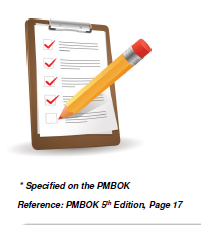 * Specified on the PMBOK
Reference: PMBOK 5th Edition, Page 17